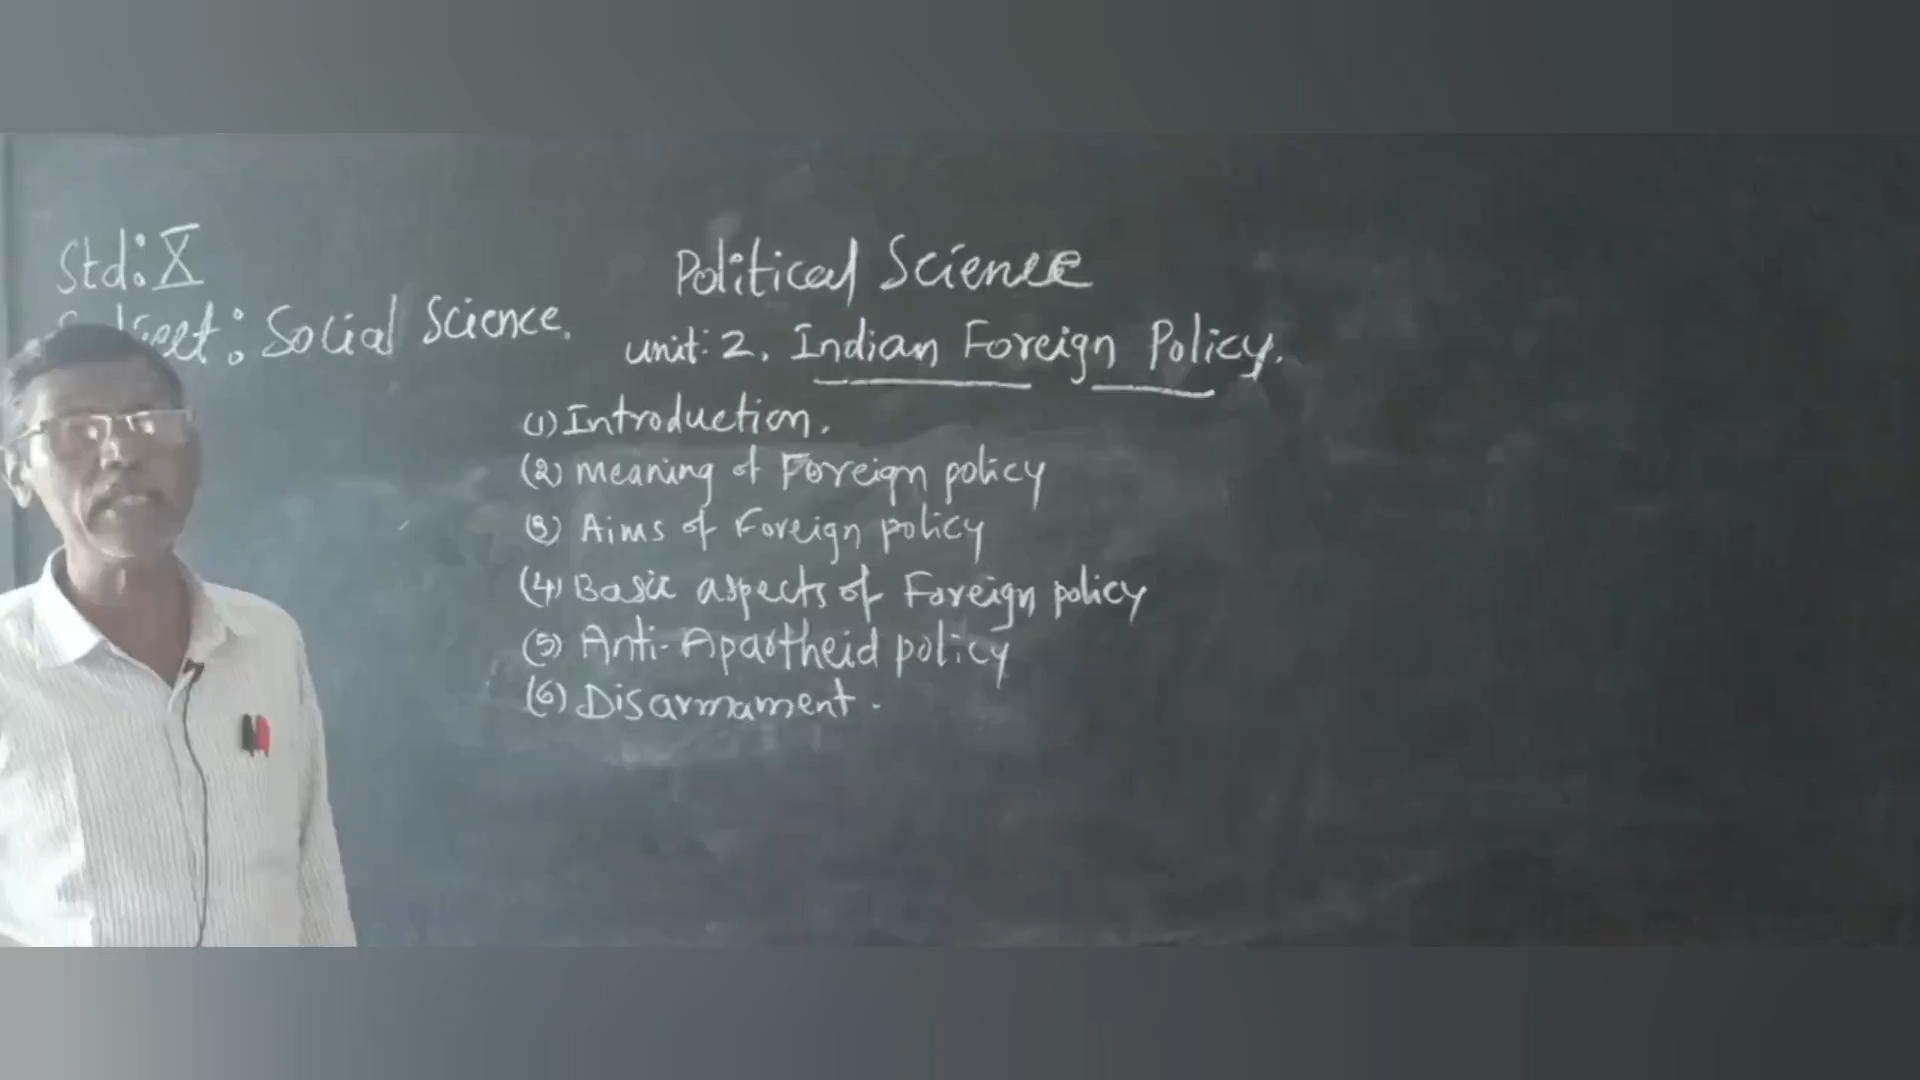 Std: X
Subject: Social Science.
Political Science
unit: 2. Indian Foreign Policy.
(1) Introduction.
(2) Meaning of Foreign policy
(3) Aims of Foreign policy
(4) Basic aspects of Foreign policy
(5) Anti-Apartheid policy
(6) Disarmament.